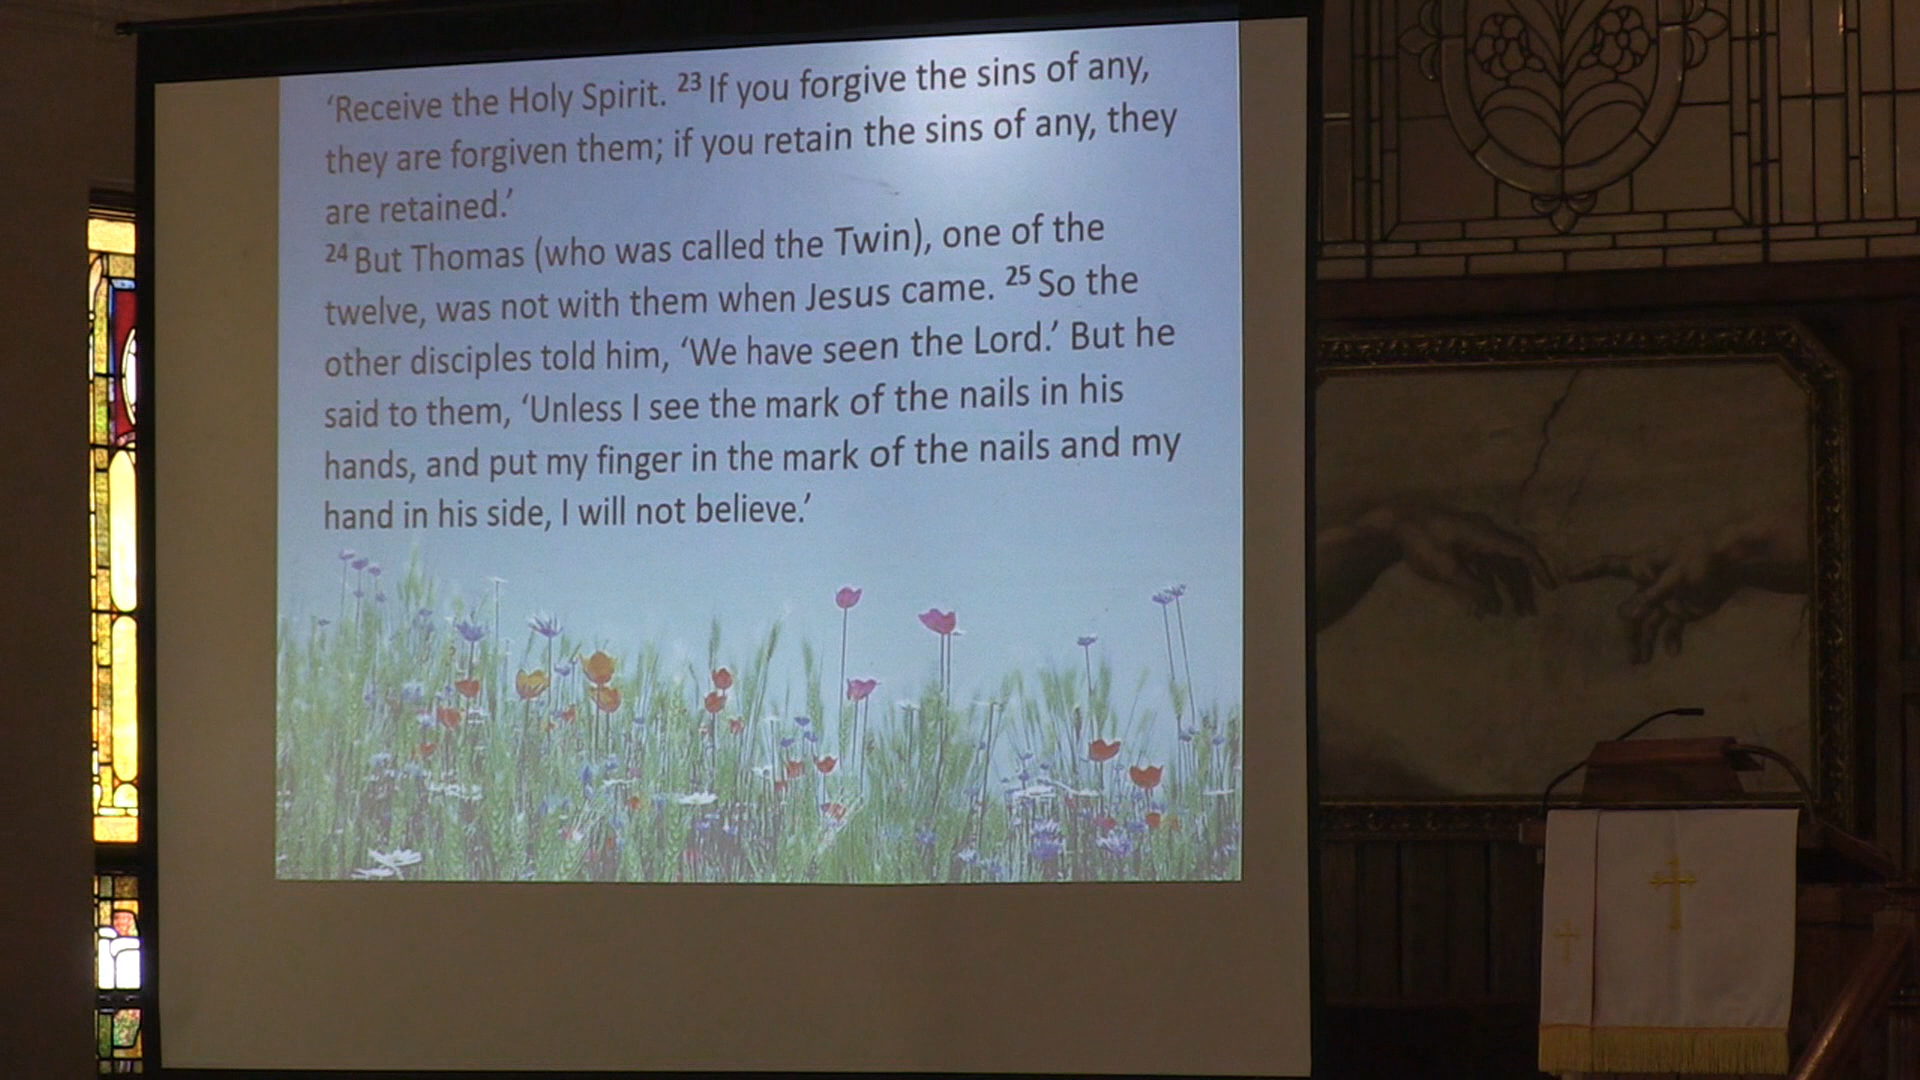 ‘Receive the Holy Spirit. 23 If you forgive the sins of any,
they are forgiven them; if you retain the sins of any, they
are retained.’
24 But Thomas (who was called the Twin), one of the
twelve, was not with them when Jesus came. 25 So the
other disciples told him, ‘We have seen the Lord.’ But he
said to them, ‘Unless I see the mark of the nails in his
hands, and put my finger in the mark of the nails and my
hand in his side, I will not believe.’